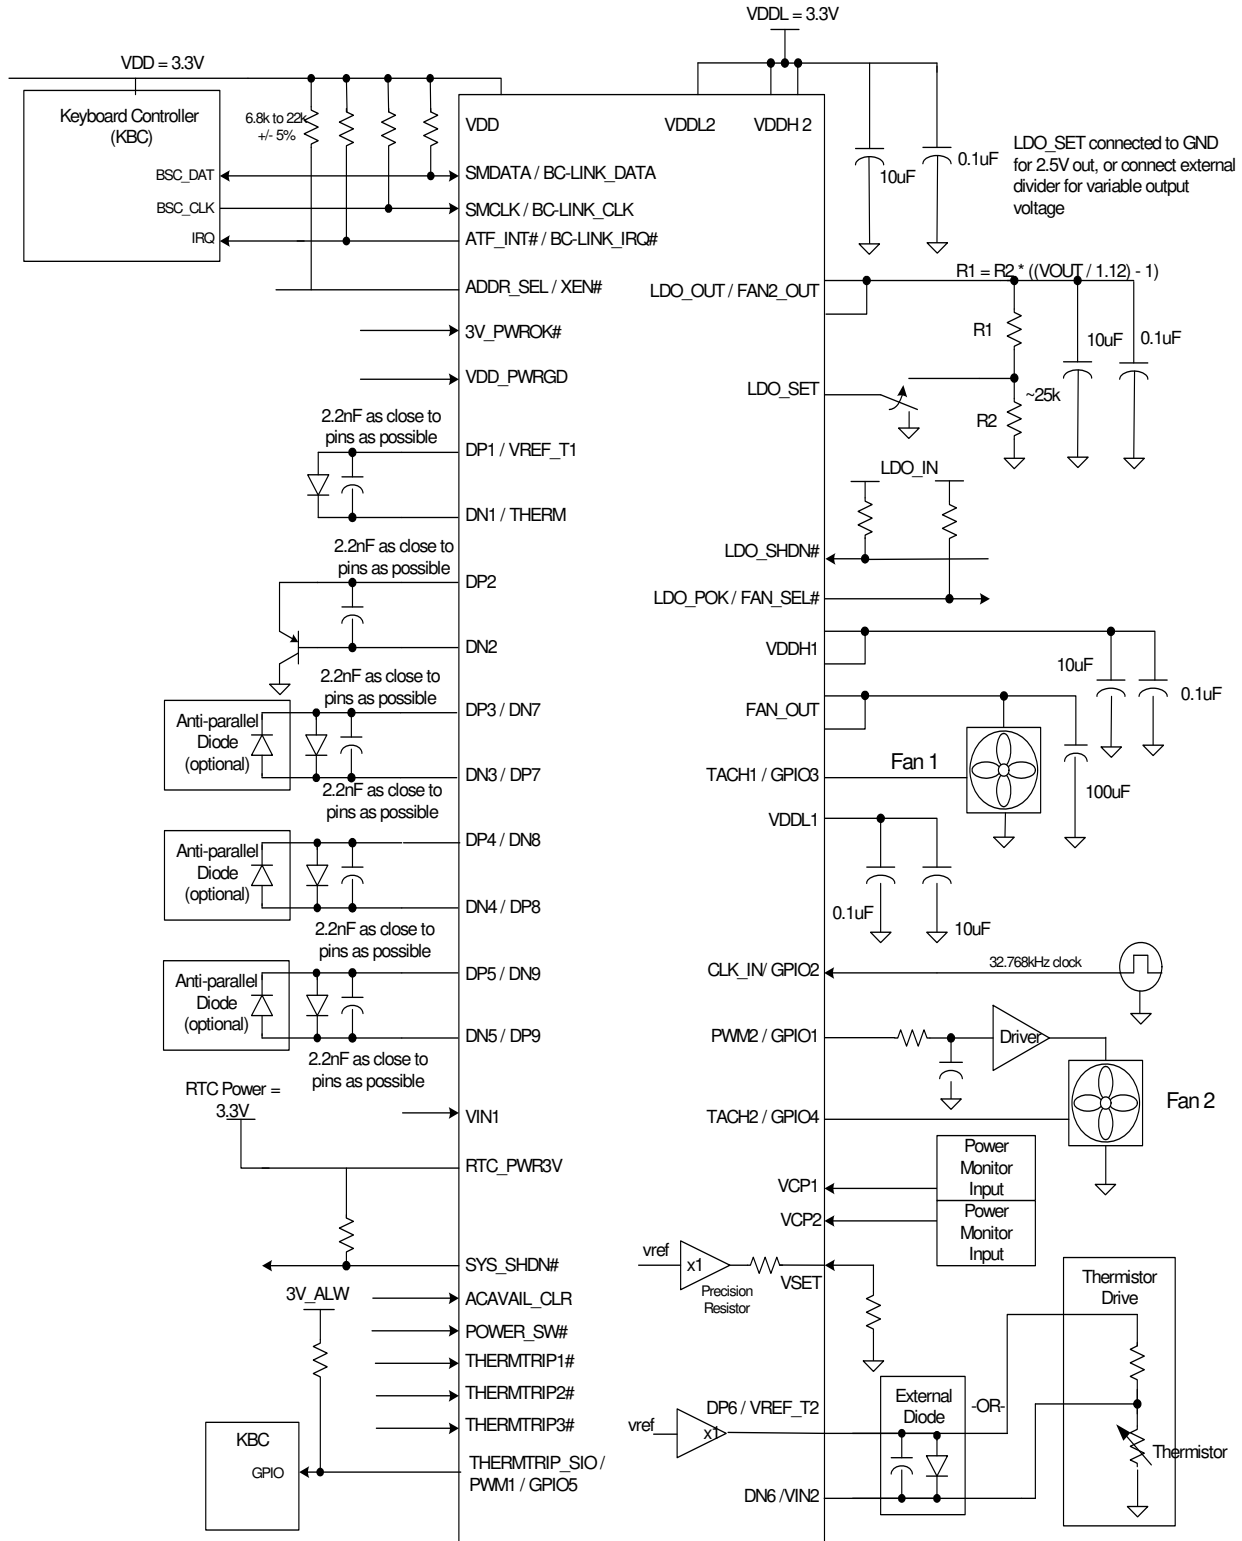 VDDL = 3.3V
VDD = 3.3V
Keyboard Controller
(KBC)
6.8k to 22k
+/- 5%
VDD
VDDL2
VDDH 2
10uF
0.1uF
LDO_SET connected to GND
for 2.5V out, or connect external
divider for variable output
voltage
BSC_DAT
SMDATA / BC-LINK_DATA
BSC_CLK
SMCLK / BC-LINK_CLK
IRQ
ATF_INT# / BC-LINK_IRQ#
R1 = R2 * ((VOUT / 1.12) - 1)
ADDR_SEL / XEN#
LDO_OUT / FAN2_OUT
3V_PWROK#
R1
10uF
0.1uF
VDD_PWRGD
LDO_SET
~25k
R2
2.2nF as close to
pins as possible
DP1 / VREF_T1
LDO_IN
DN1 / THERM
2.2nF as close to
pins as possible
LDO_SHDN#
DP2
LDO_POK / FAN_SEL#
DN2
VDDH1
2.2nF as close to
pins as possible
10uF
0.1uF
Anti-parallel
Diode
(optional)
DP3 / DN7
FAN_OUT
DN3 / DP7
TACH1 / GPIO3
Fan 1
100uF
2.2nF as close to
pins as possible
VDDL1
Anti-parallel
Diode
(optional)
DP4 / DN8
DN4 / DP8
0.1uF
10uF
2.2nF as close to
pins as possible
Anti-parallel
Diode
(optional)
DP5 / DN9
CLK_IN/ GPIO2
32.768kHz clock
DN5 / DP9
PWM2 / GPIO1
Driver
2.2nF as close to
pins as possible
RTC Power =
3.3V
VIN1
TACH2 / GPIO4
Fan 2
RTC_PWR3V
VCP1
Power
Monitor
Input
VCP2
Power
Monitor
Input
SYS_SHDN#
vref
x1
Precision
Resistor
VSET
Thermistor
Drive
3V_ALW
ACAVAIL_CLR
POWER_SW#
THERMTRIP1#
THERMTRIP2#
THERMTRIP3#
DP6 / VREF_T2
External
Diode
-OR-
vref
x1
Thermistor
KBC
GPIO
THERMTRIP_SIO /
PWM1 / GPIO5
DN6 /VIN2